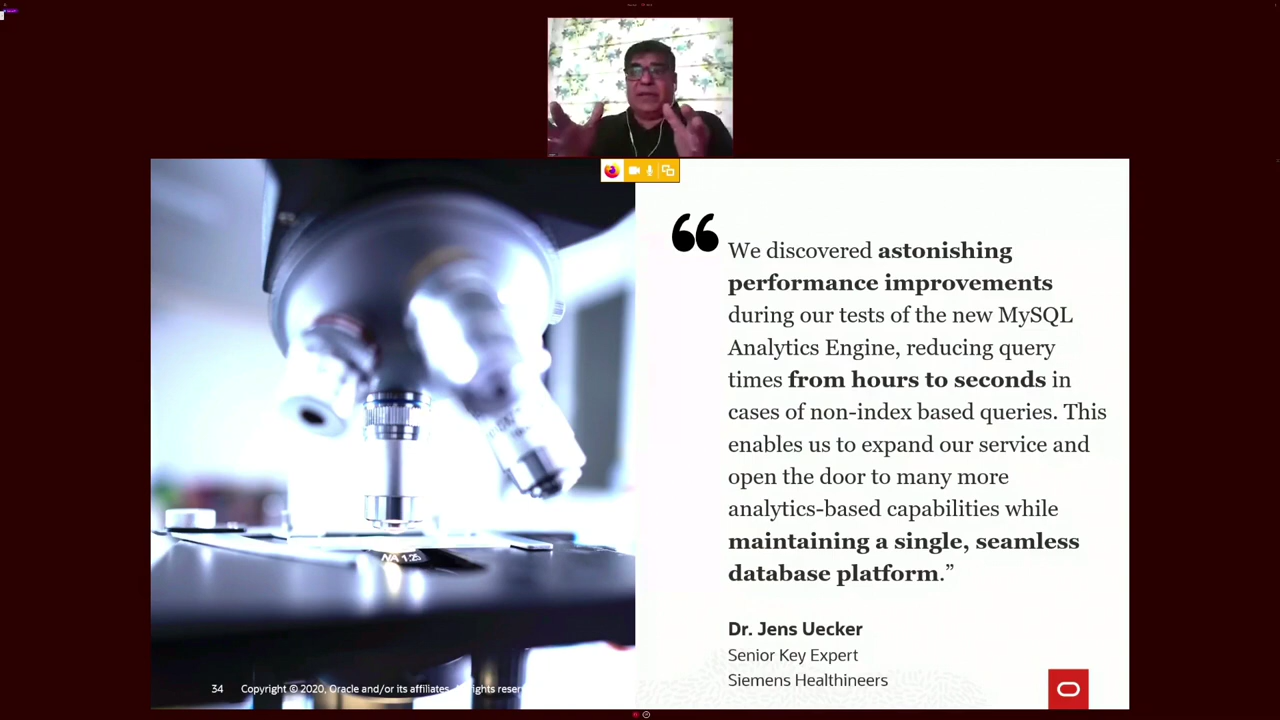 We discovered astonishing
performance improvements
during our tests of the new MySQL
Analytics Engine, reducing query
times from hours to seconds in
cases of non-index based queries. This
enables us to expand our service and
open the door to many more
analytics-based capabilities while
maintaining a single, seamless
database platform.”
Dr. Jens Uecker
Senior Key Expert
Siemens Healthineers
NA 1.25
34 Copyright © 2020, Oracle and/or its affiliates.